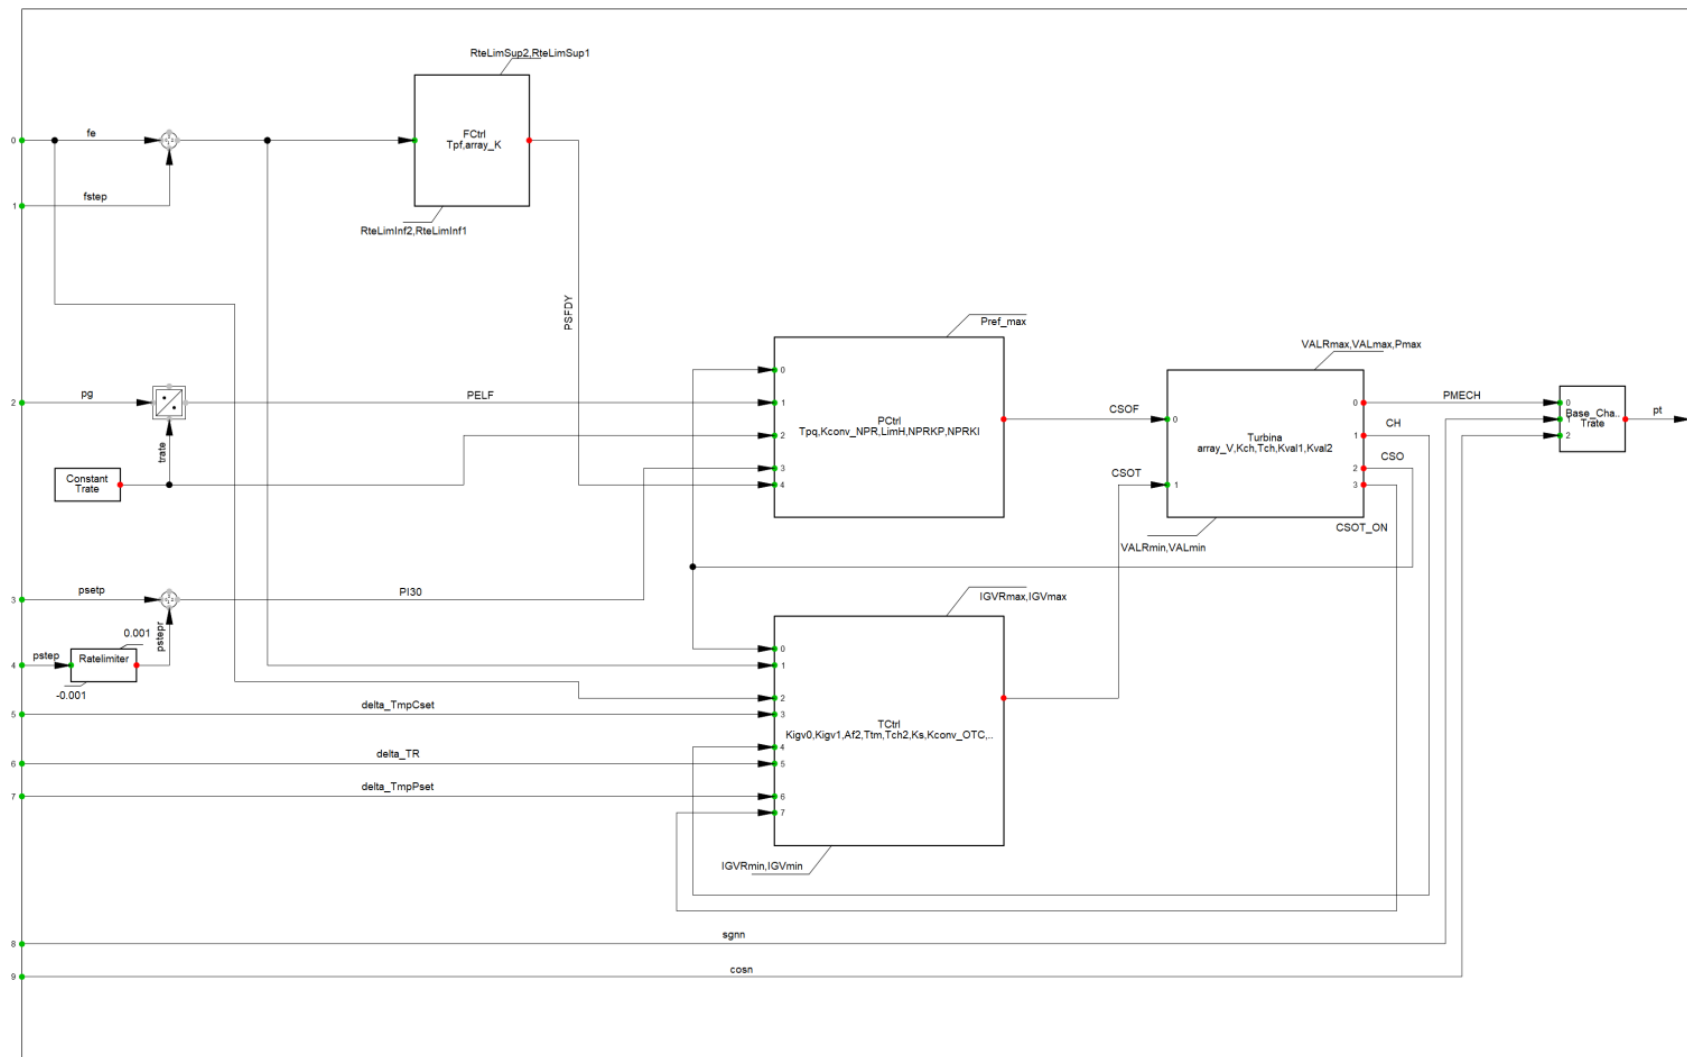 RteLimSup2,RteLimSup1
FCtrl
Tpf,array_K
RteLimInf2,RteLimInf1
0
fe
1
fstep
PSFDY
Pref_max
VALRmax,VALmax,Pmax
2
pg
PELF
trate
Constant
Trate
0
1
2
3
4
PCtrl
Tpq,Kconv_NPR,LimH,NPRKP,NPRKI
CSOF
CSOT
0
1
Turbina
array_V,Kch,Tch,Kval1,Kval2
0
1
2
3
PMECH
CH
CSO
CSOT_ON
VALRmin,VALmin
0
1
2
Base_Cha..
Trate
pt
3
psetp
PI30
pstepr
0.001
4
pstep
Ratelimiter
-0.001
IGVRmax,IGVmax
5
delta_TmpCset
6
delta_TR
7
delta_TmpPset
0
1
2
3
4
5
6
7
TCtrl
Kigv0,Kigv1,Af2,Ttm,Tch2,Ks,Kconv_OTC,..
IGVRmin,IGVmin
8
sgnn
9
cosn